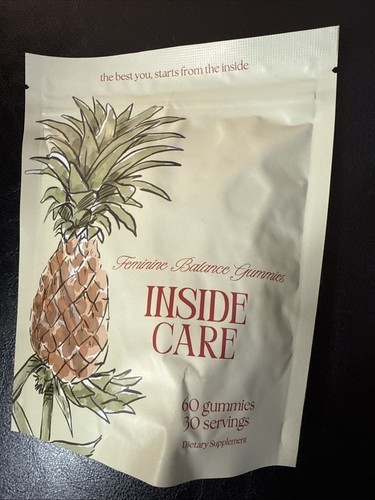 the best you, starts from the inside
Feminine Balance Gummies
INSIDE
CARE
60 gummies
30 servings
Dietary Supplement